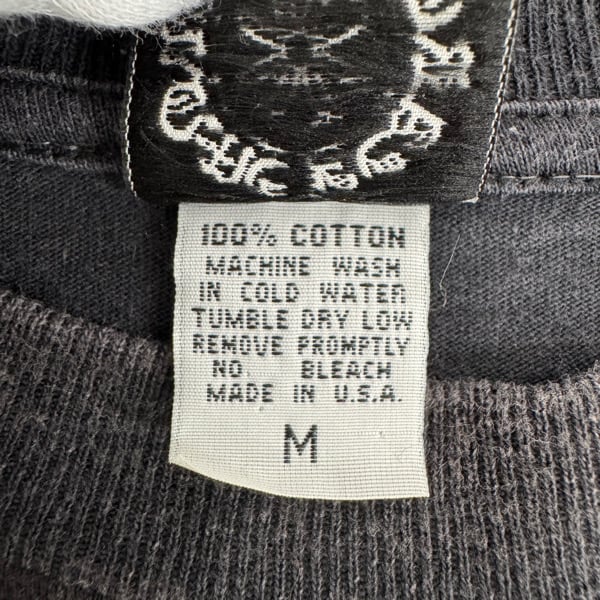 100% COTTON
MACHINE WASH
IN COLD WATER
TUMBLE DRY LOW
REMOVE PROMPTLY
NO. BLEACH
MADE IN U.S.A.
M